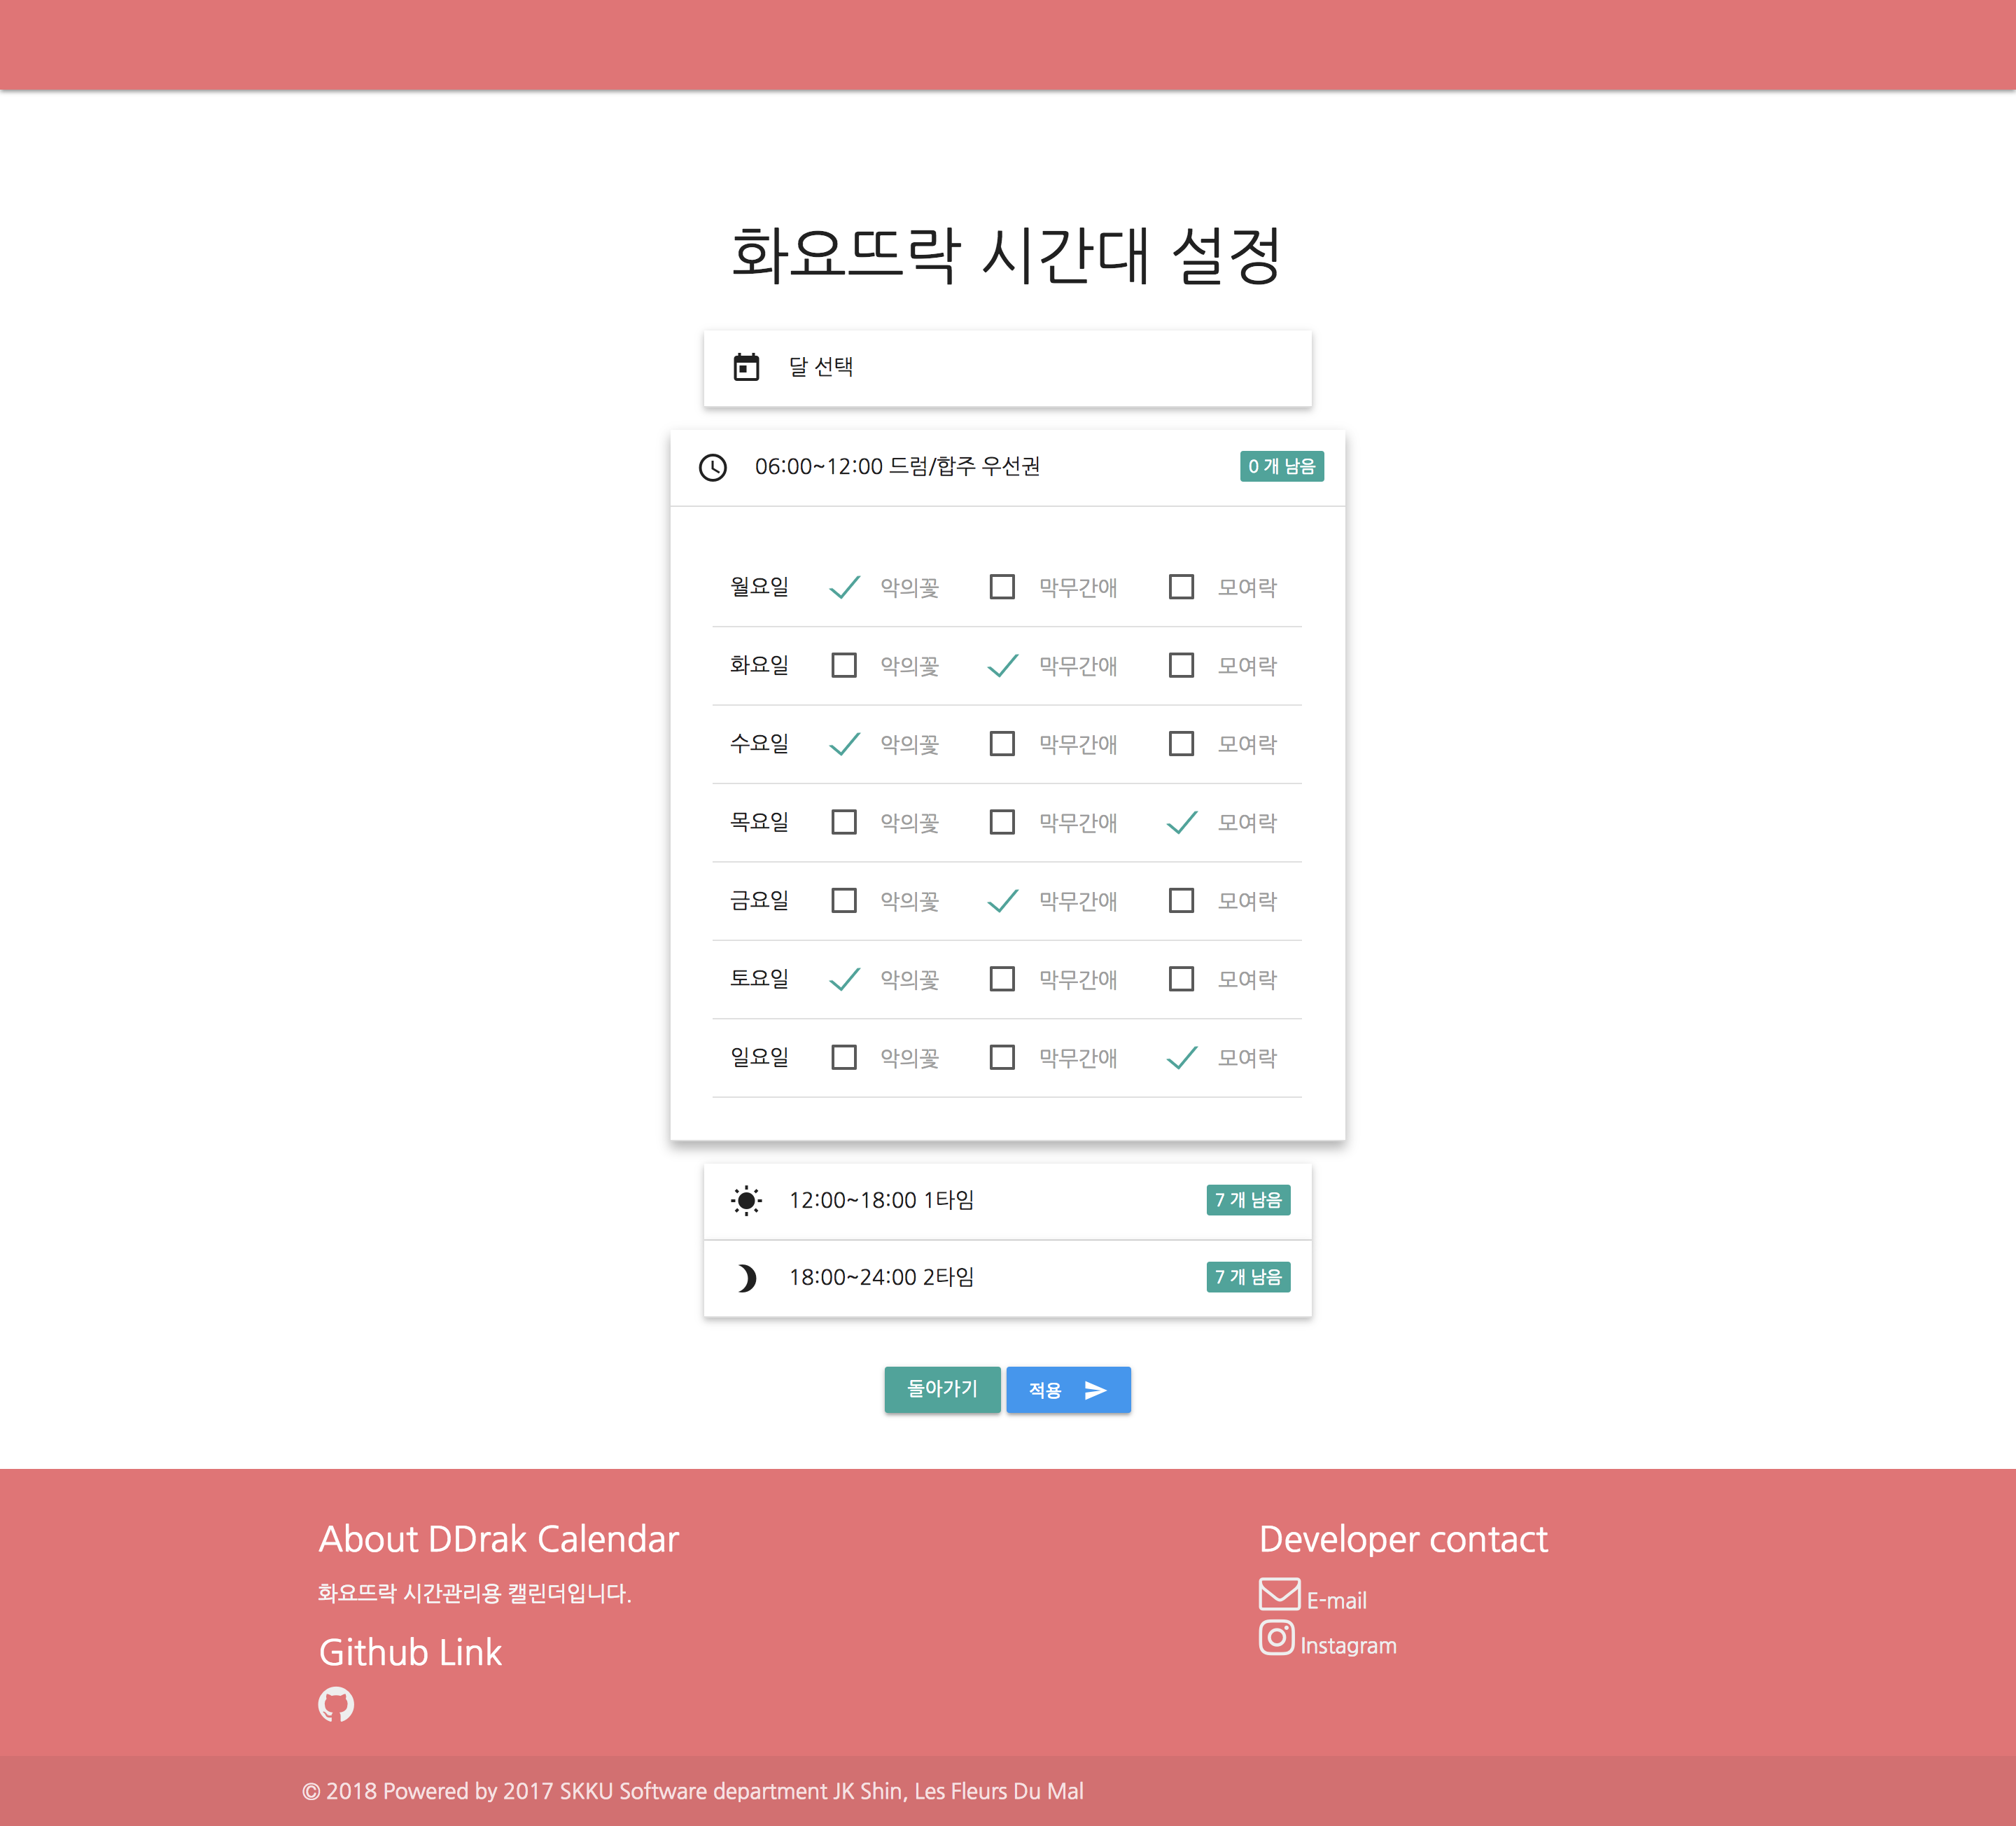 화요뜨락 시간대 설정
달 선택
06:00~12:00 드럼/합주 우선권 0 개 남음
월요일 악의꽃 막무간애 모여락
화요일 악의꽃 막무간애 모여락
수요일 악의꽃 막무간애 모여락
목요일 악의꽃 막무간애 모여락
금요일 악의꽃 막무간애 모여락
토요일 악의꽃 막무간애 모여락
일요일 악의꽃 막무간애 모여락
12:00~18:00 1타임 7 개 남음
18:00~24:00 2타임 7 개 남음
돌아가기 적용
About DDrak Calendar
화요뜨락 시간관리용 캘린더입니다.
Github Link
Developer contact
E-mail
Instagram
© 2018 Powered by 2017 SKKU Software department JK Shin, Les Fleurs Du Mal